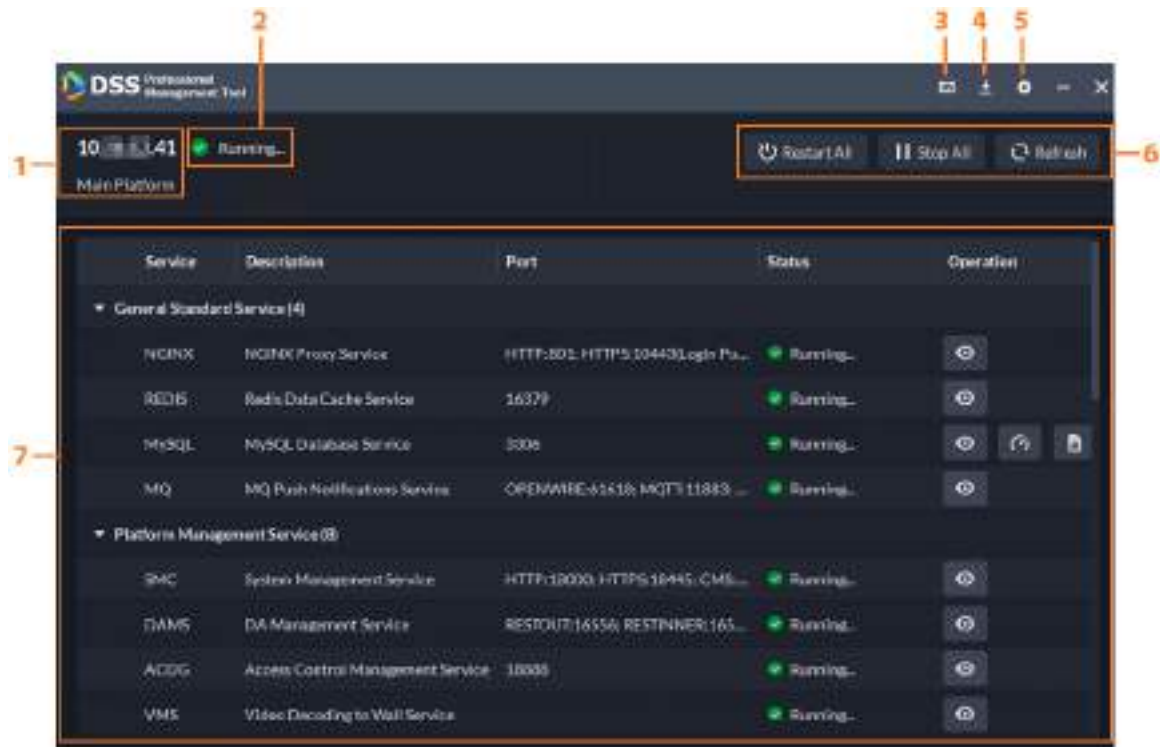 2
3 4 5
DSS Professional Management Tool
10 .41 Running...
1
Main Platform
Restart All Stop All Refresh
6
Service Description Port Status Operation
General Standard Service (4)
NGINX NGINX Proxy Service HTTP:801; HTTPS:10443(Login Pu... Running...
REDIS Redis Data Cache Service 16379 Running...
7
MySQL MySQL Database Service 3306 Running...
MQ MQ Push Notifications Service OPENWIRE:61618; MQTT:11883; ... Running...
Platform Management Service (8)
SMC System Management Service HTTP:18000; HTTPS:18445; CMS... Running...
DAMS DA Management Service RESTOUT:16556; RESTINNER:165... Running...
ACDG Access Control Management Service 18888 Running...
VMS Video Decoding to Wall Service Running...